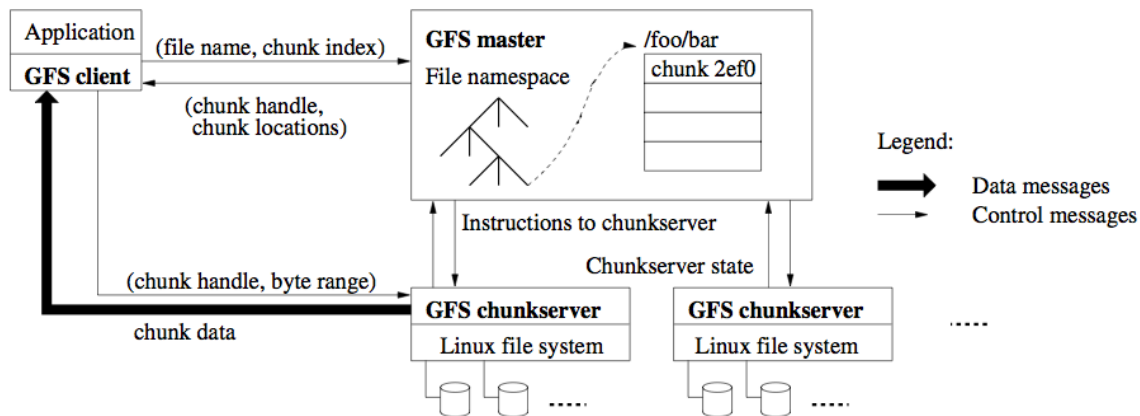 Application
GFS client
(file name, chunk index)
(chunk handle,
chunk locations)
GFS master
File namespace
/foo/bar
chunk 2ef0
Legend:
Data messages
Control messages
Instructions to chunkserver
Chunkserver state
(chunk handle, byte range)
chunk data
GFS chunkserver
Linux file system
GFS chunkserver
Linux file system